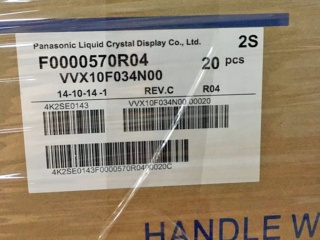 Panasonic Liquid Crystal Display Co., Ltd. 2S
F0000570R04 20 pcs
VVX10F034N00
14-10-14 -1 REV.C R04
4K2SE0143 VVX10F034N00 00020
4K2SE0143F0000570R0400020C
HANDLE W